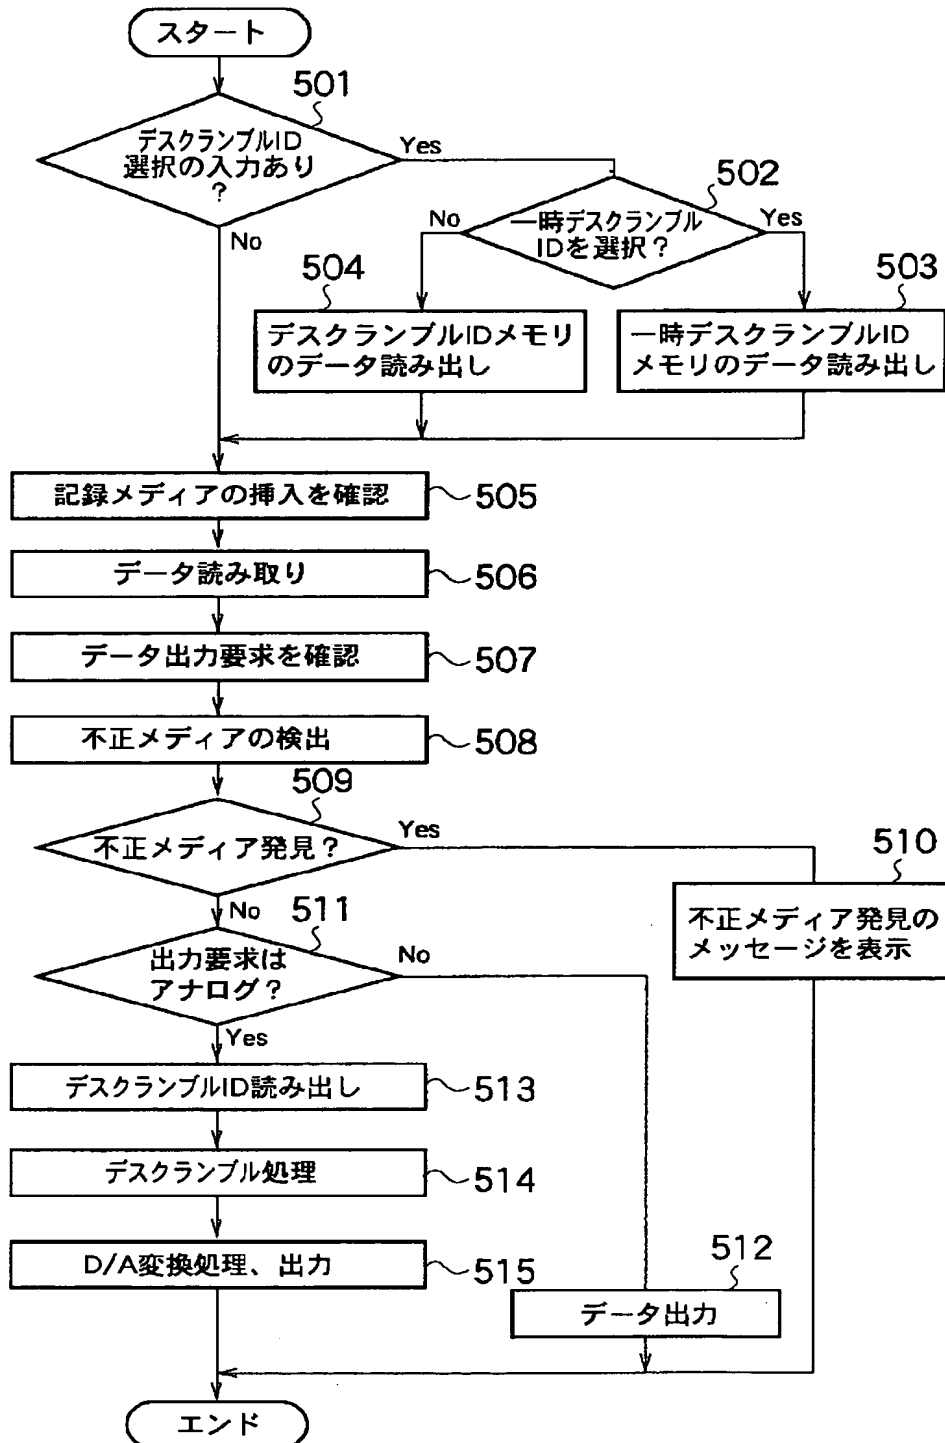 スタート
501
デスクランブルID
選択の入力あり
?
Yes
No
502
一時デスクランブル
IDを選択?
No
Yes
504
デスクランブルIDメモリ
のデータ読み出し
503
一時デスクランブルID
メモリのデータ読み出し
記録メディアの挿入を確認
505
データ読み取り
506
データ出力要求を確認
507
不正メディアの検出
508
509
不正メディア発見?
Yes
No
510
不正メディア発見の
メッセージを表示
511
出力要求は
アナログ?
No
Yes
デスクランブルID読み出し
513
デスクランブル処理
514
D/A変換処理、出力
515
512
データ出力
エンド